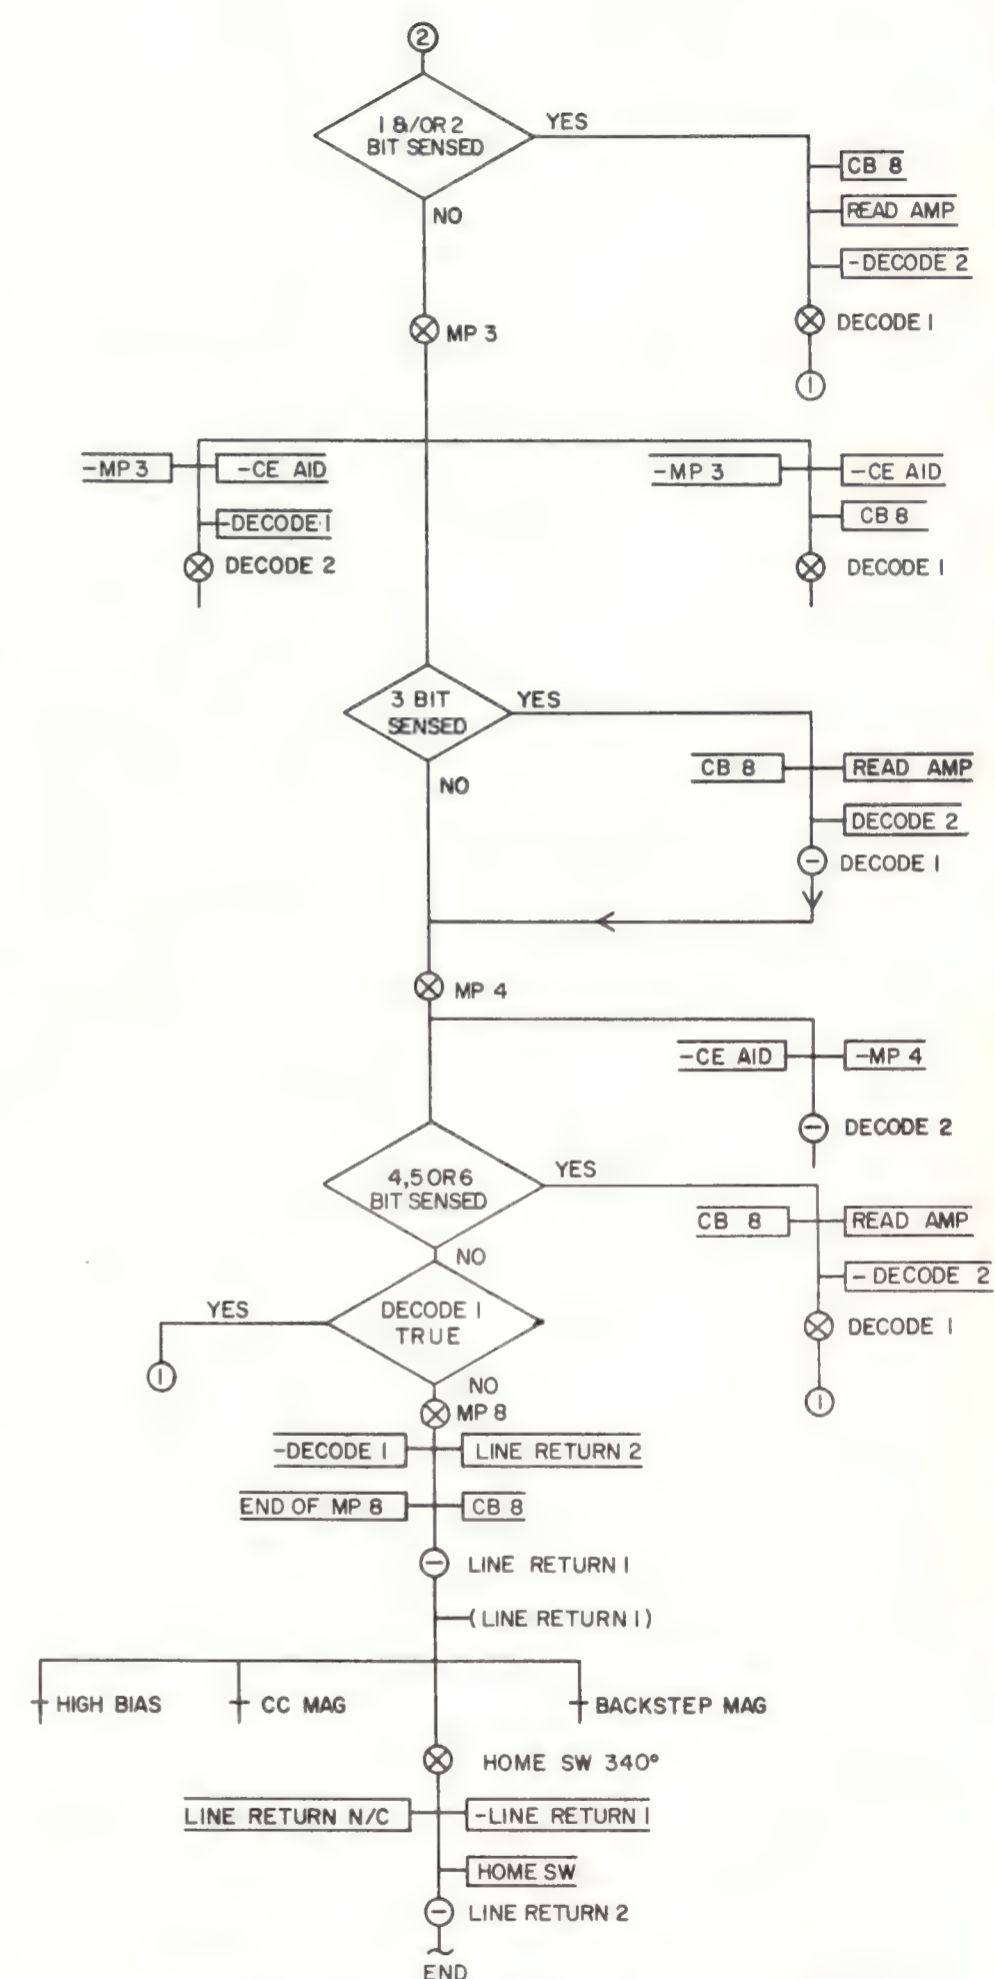 2
1 &/OR 2
BIT SENSED
YES
CB 8
READ AMP
-DECODE 2
DECODE 1
1
NO
MP 3
-MP 3
-CE AID
-DECODE 1
DECODE 2
-MP 3
-CE AID
CB 8
DECODE 1
3 BIT
SENSED
YES
CB 8
READ AMP
DECODE 2
DECODE 1
NO
MP 4
-CE AID
-MP 4
DECODE 2
4,5 OR 6
BIT SENSED
YES
CB 8
READ AMP
- DECODE 2
DECODE 1
1
NO
DECODE 1
TRUE
YES
1
NO
MP 8
-DECODE 1
LINE RETURN 2
END OF MP 8
CB 8
LINE RETURN 1
(LINE RETURN 1)
HIGH BIAS
CC MAG
BACKSTEP MAG
HOME SW 340°
LINE RETURN N/C
-LINE RETURN 1
HOME SW
LINE RETURN 2
END